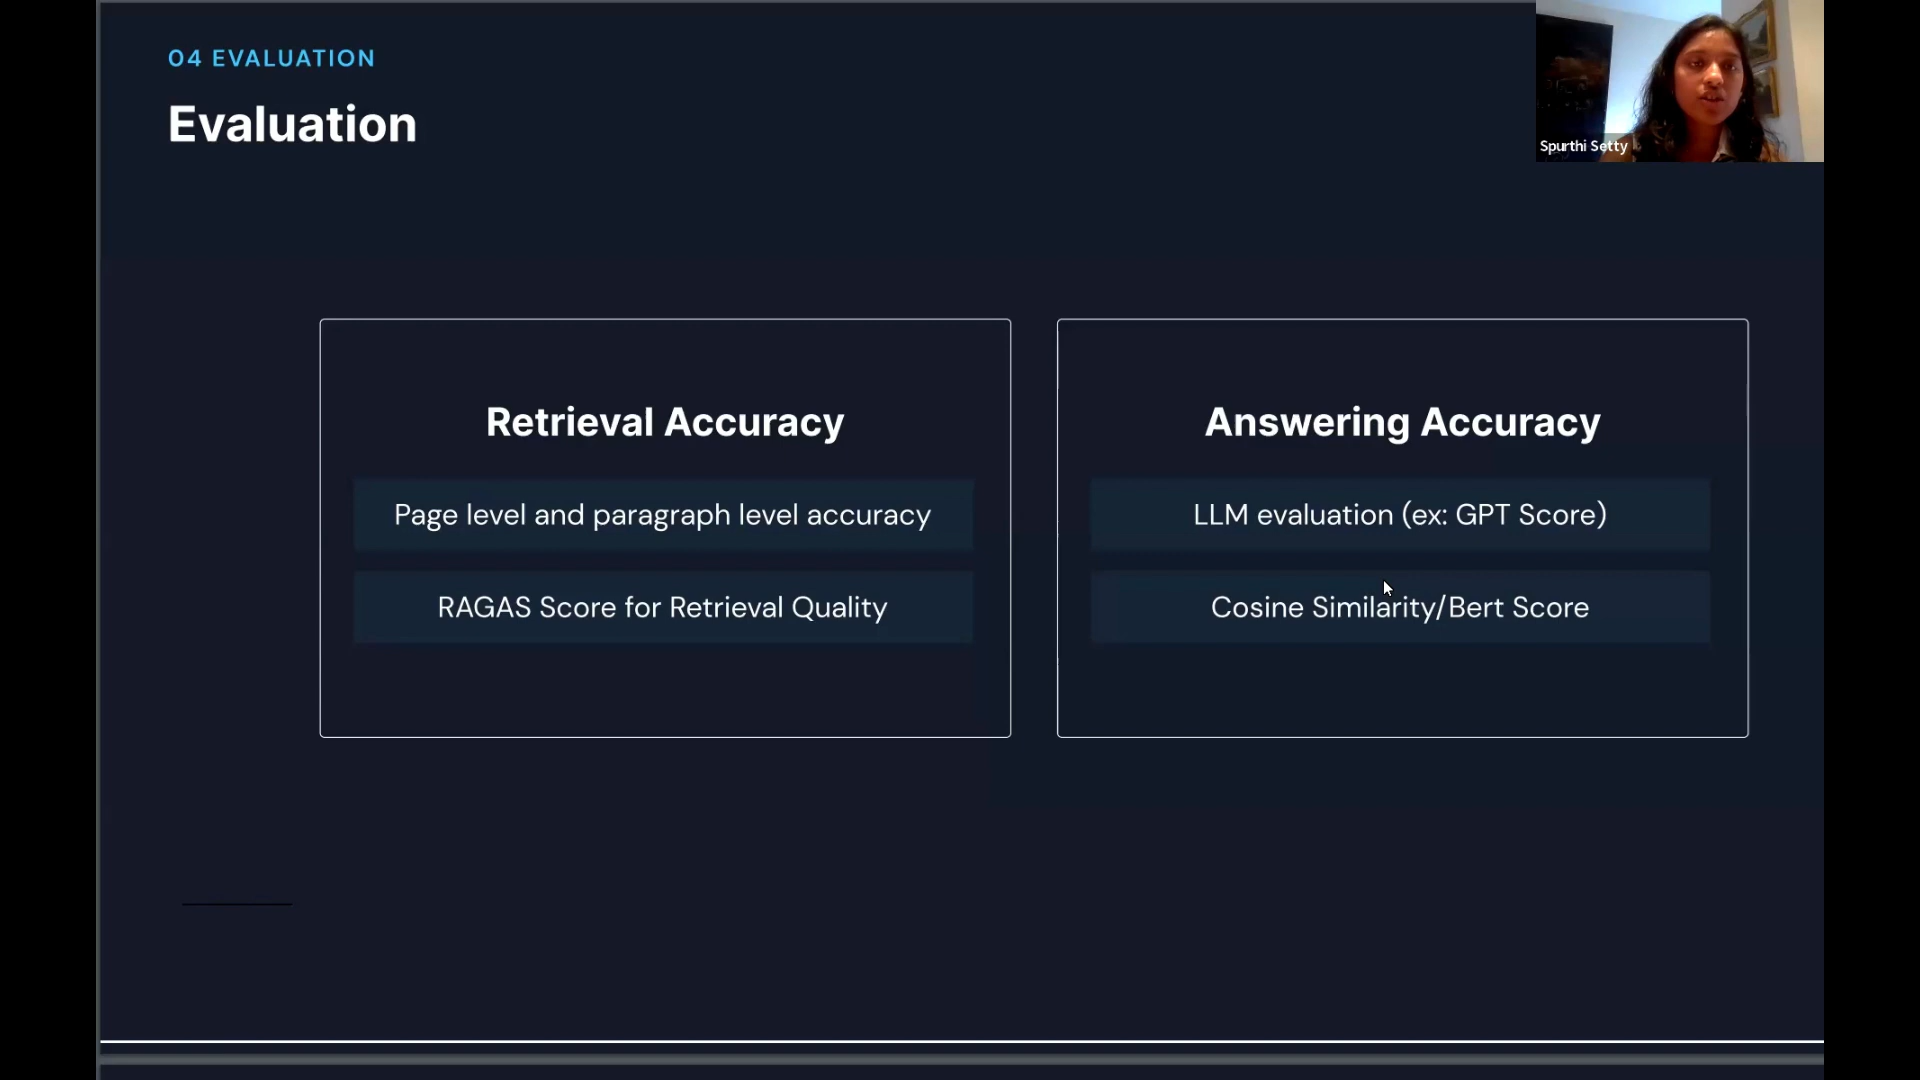 04 EVALUATION
Evaluation
Spurthi Setty
Retrieval Accuracy
Page level and paragraph level accuracy
RAGAS Score for Retrieval Quality
Answering Accuracy
LLM evaluation (ex: GPT Score)
Cosine Similarity/Bert Score